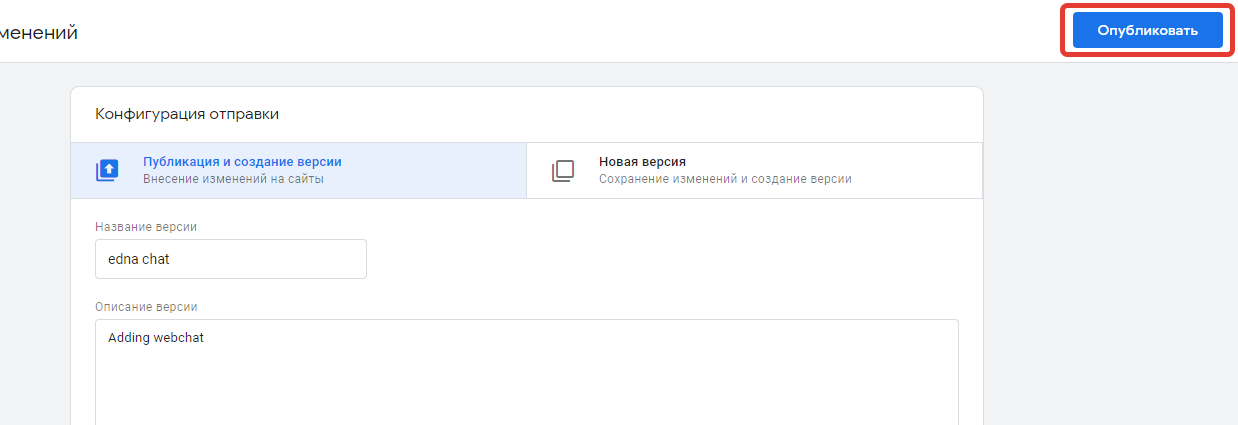 менений
Опубликовать
Конфигурация отправки
Публикация и создание версии
Внесение изменений на сайты
Новая версия
Сохранение изменений и создание версии
Название версии
edna chat
Описание версии
Adding webchat